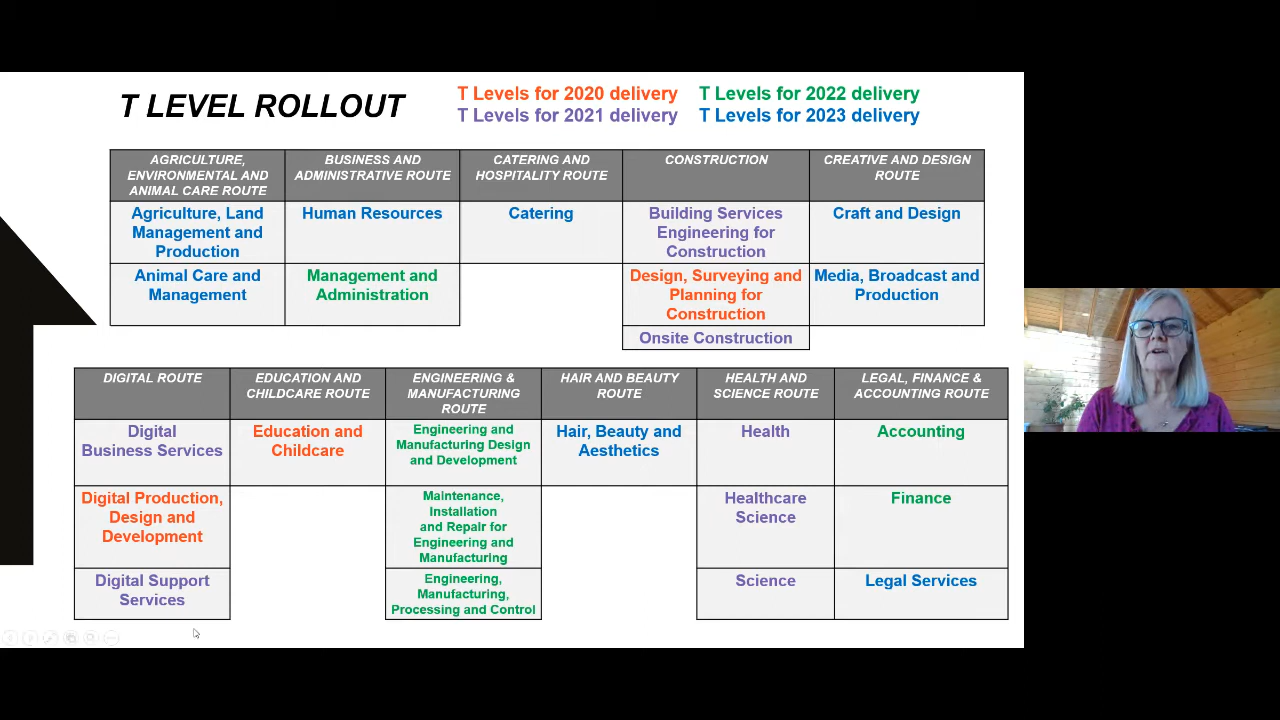 T LEVEL ROLLOUT
T Levels for 2020 delivery
T Levels for 2022 delivery
T Levels for 2021 delivery
T Levels for 2023 delivery
AGRICULTURE,
ENVIRONMENTAL AND
ANIMAL CARE ROUTE
BUSINESS AND
ADMINISTRATIVE ROUTE
CATERING AND
HOSPITALITY ROUTE
CONSTRUCTION
CREATIVE AND DESIGN
ROUTE
Agriculture, Land
Management and
Production
Human Resources
Catering
Building Services
Engineering for
Construction
Craft and Design
Animal Care and
Management
Management and
Administration
Design, Surveying and
Planning for
Construction
Media, Broadcast and
Production
Onsite Construction
DIGITAL ROUTE
EDUCATION AND
CHILDCARE ROUTE
ENGINEERING &
MANUFACTURING
ROUTE
HAIR AND BEAUTY
ROUTE
HEALTH AND
SCIENCE ROUTE
LEGAL, FINANCE &
ACCOUNTING ROUTE
Digital
Business Services
Education and
Childcare
Engineering and
Manufacturing Design
and Development
Hair, Beauty and
Aesthetics
Health
Accounting
Digital Production,
Design and
Development
Maintenance,
Installation
and Repair for
Engineering and
Manufacturing
Healthcare
Science
Finance
Digital Support
Services
Engineering,
Manufacturing,
Processing and Control
Science
Legal Services